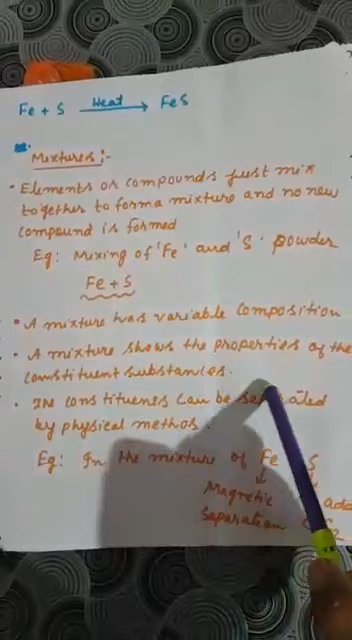 Fe + S Heat → FeS
Mixtures :-
• Elements or compounds just mix
together to form a mixture and no new
compound is formed
Eg: Mixing of 'Fe' and 'S' powder
Fe + S
• A mixture has variable composition
• A mixture shows the properties of the
constituent substances.
• The constituents can be
by physical methos.
Eg: In the mixture of Fe S
↓
Magnetic add
Separation